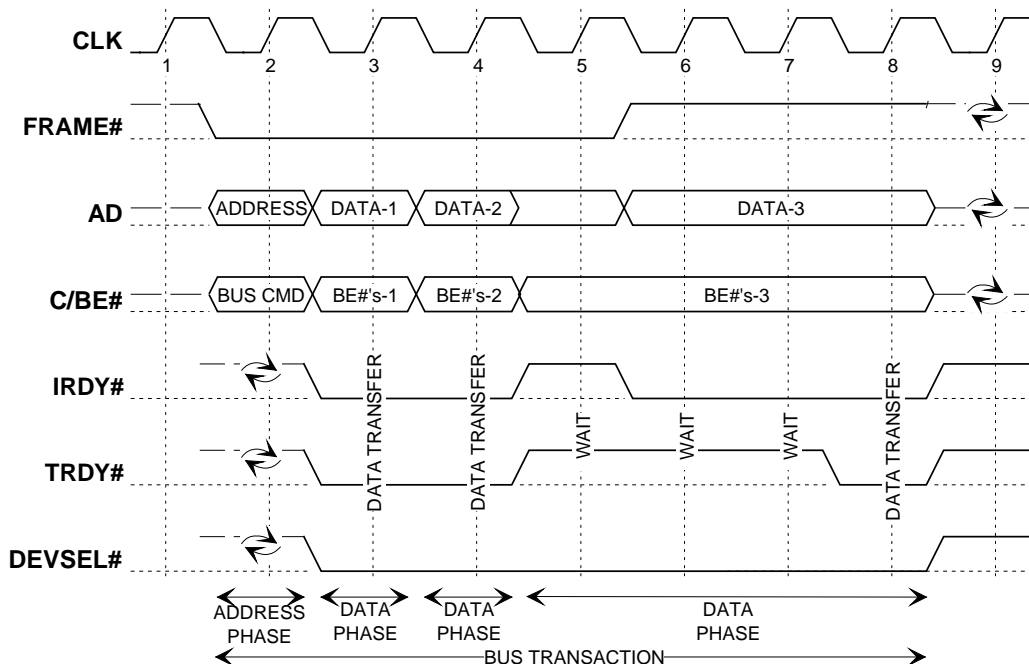 CLK
1 2 3 4 5 6 7 8 9
FRAME#
AD
ADDRESS DATA-1 DATA-2 DATA-3
C/BE#
BUS CMD BE#'s-1 BE#'s-2 BE#'s-3
IRDY#
DATA TRANSFER
DATA TRANSFER
WAIT
WAIT
WAIT
DATA TRANSFER
TRDY#
DEVSEL#
ADDRESS
PHASE
DATA
PHASE
DATA
PHASE
DATA
PHASE
BUS TRANSACTION